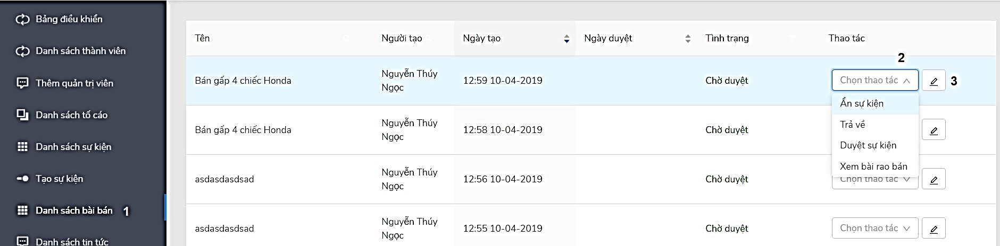 Bảng điều khiển
Danh sách thành viên
Thêm quản trị viên
Danh sách tố cáo
Danh sách sự kiện
Tạo sự kiện
Danh sách bài bán 1
Danh sách tin tức
Tên Người tạo Ngày tạo Ngày duyệt Tình trạng Thao tác
2
Bán gấp 4 chiếc Honda Nguyễn Thúy Ngọc 12:59 10-04-2019 Chờ duyệt Chọn thao tác 3
Ẩn sự kiện
Trả về
Duyệt sự kiện
Xem bài rao bán
Bán gấp 4 chiếc Honda Nguyễn Thúy Ngọc 12:58 10-04-2019 Chờ duyệt
asdasdasdsad Nguyễn Thúy Ngọc 12:56 10-04-2019 Chờ duyệt Chọn thao tác
asdasdasdsad Nguyễn Thúy Ngọc 12:55 10-04-2019 Chờ duyệt Chọn thao tác